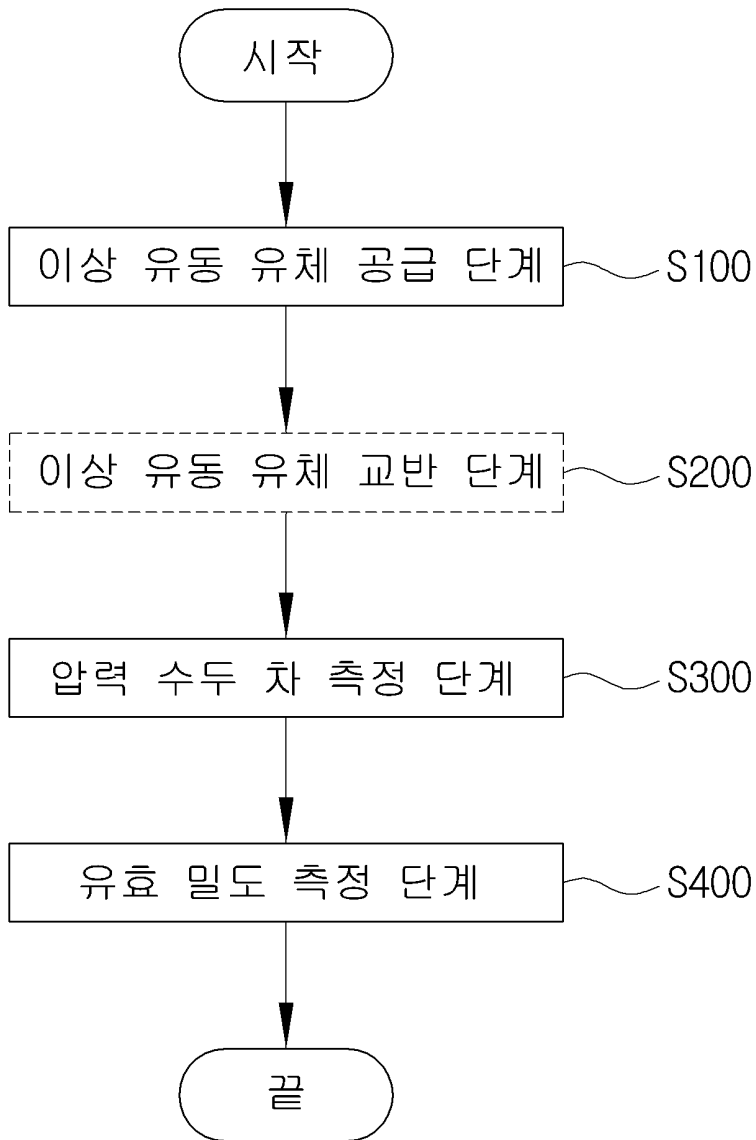 시작
이상 유동 유체 공급 단계 S100
이상 유동 유체 교반 단계 S200
압력 수두 차 측정 단계 S300
유효 밀도 측정 단계 S400
끝